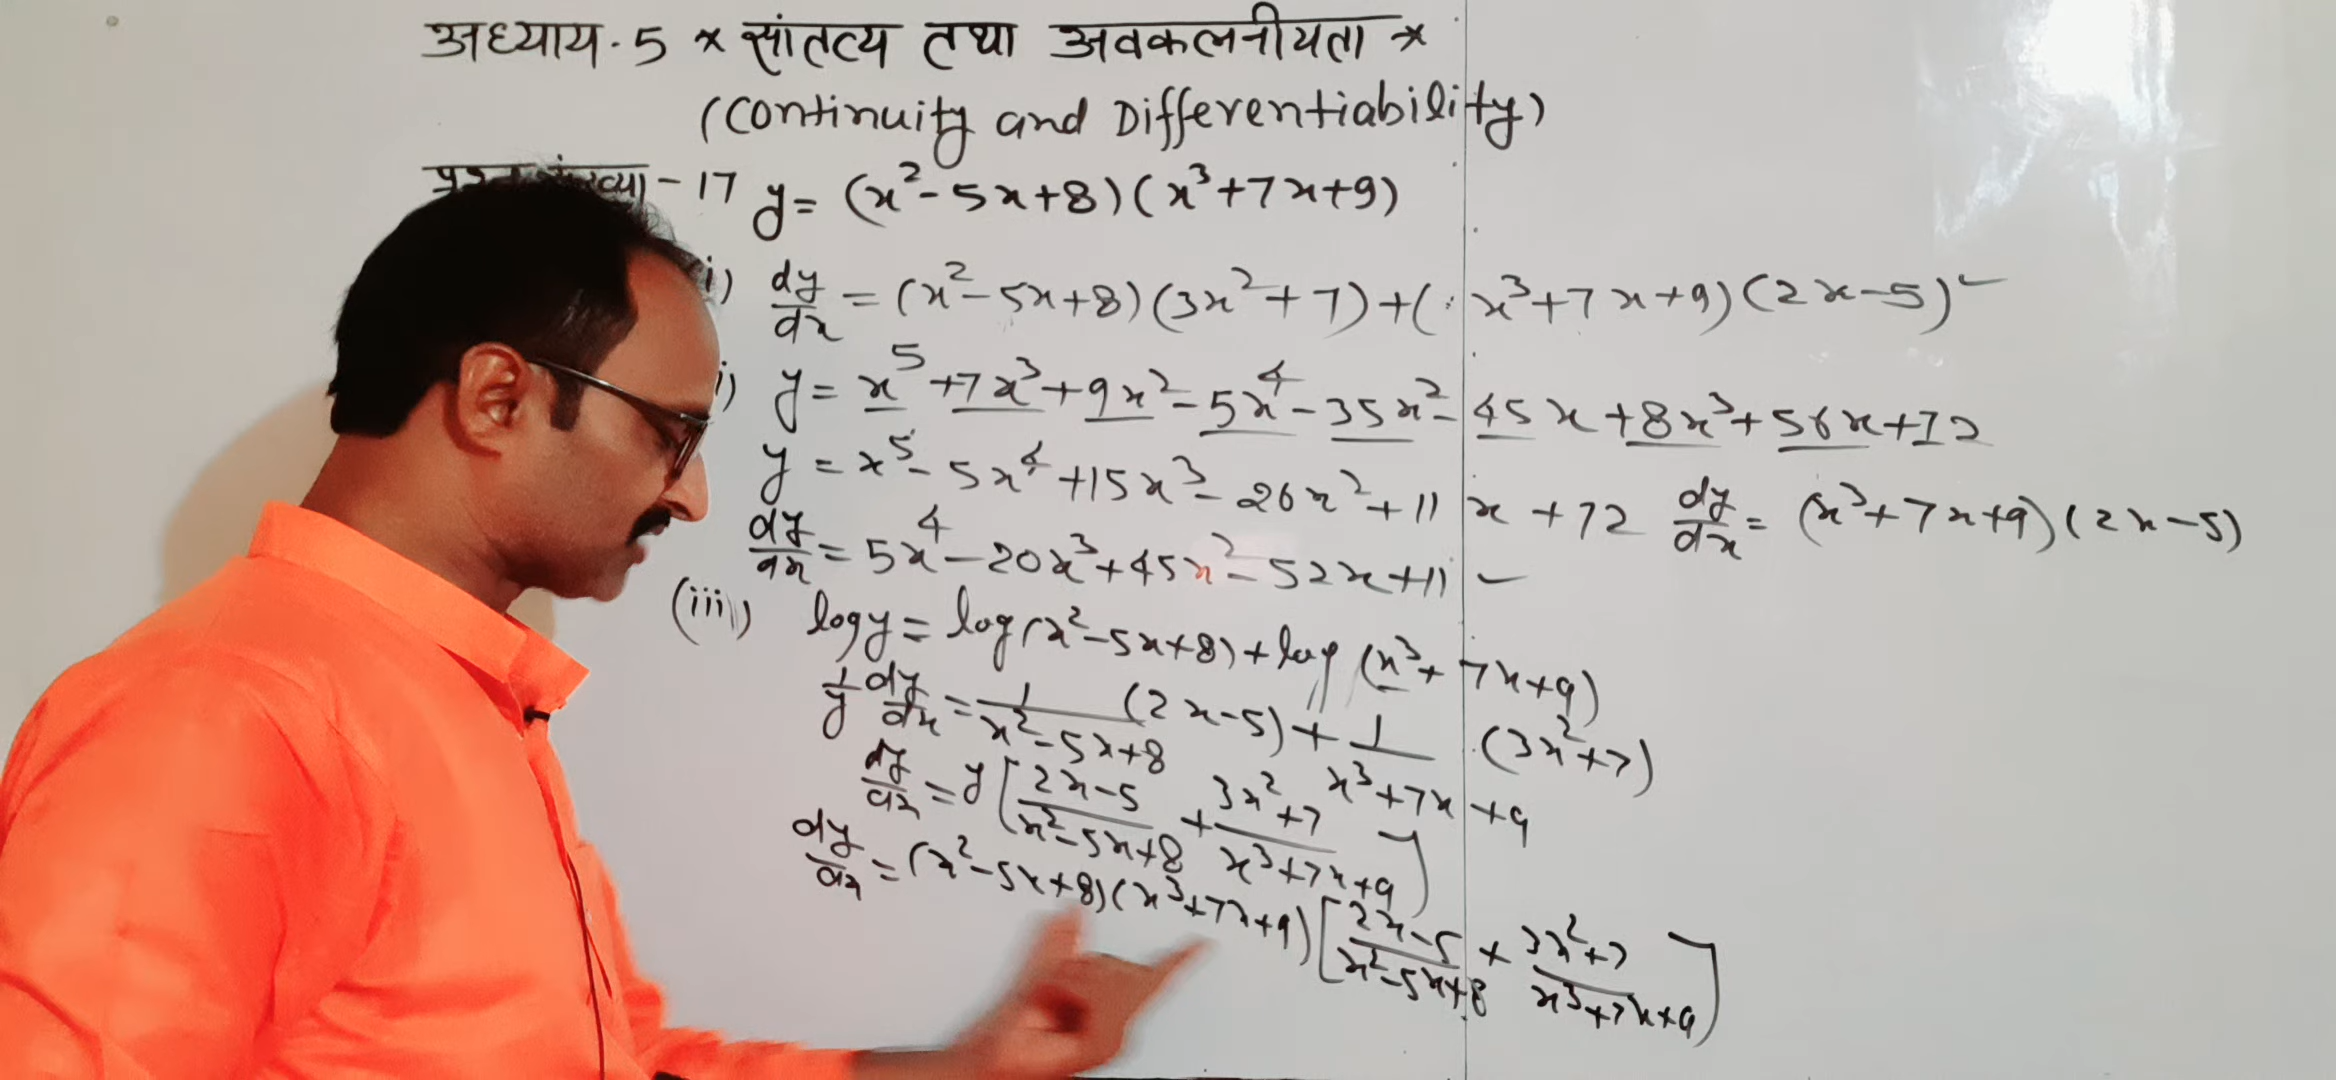 अध्याय.5 * सांतत्य तथा अवकलनीयता *
(Continuity and Differentiability)
-17 y= (x²-5x+8)(x³+7x+9)
i) dy/dx = (x²-5x+8)(3x²+7)+(x³+7x+9)(2x-5)
i) y= x⁵+7x³+9x²-5x⁴-35x²-45x+8x³+56x+72
y = x⁵-5x⁴+15x³-26x²+11x+72 dy/dx = (x³+7x+9)(2x-5)
dy/dx = 5x⁴-20x³+45x²-52x+11
(iii) logy = log(x²-5x+8)+log(x³+7x+9)
1/y dy/dx = 1/x²-5x+8 (2x-5) + 1/x³+7x+9 (3x²+7)
dy/dx = y[2x-5/x²-5x+8 + 3x²+7/x³+7x+9]
dy/dx = (x²-5x+8)(x³+7x+9)[2x-5/x²-5x+8 + 3x²+7/x³+7x+9]